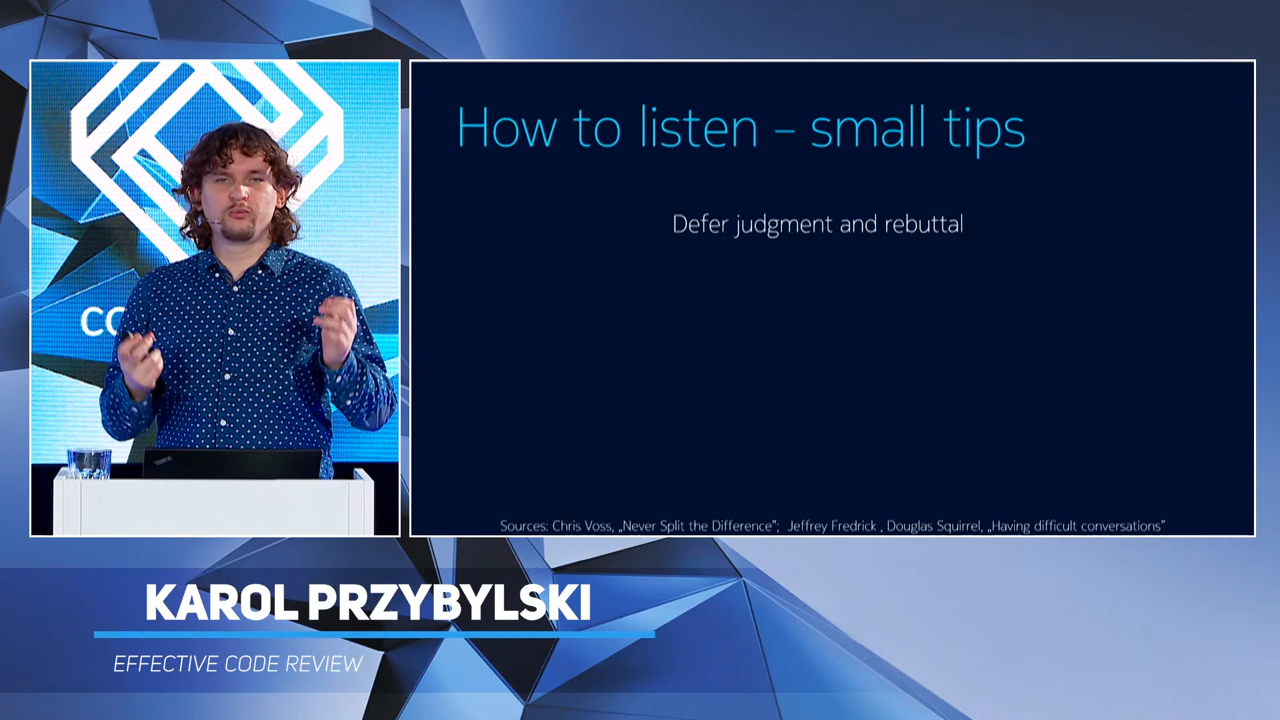 How to listen – small tips
Defer judgment and rebuttal
Sources: Chris Voss, „Never Split the Difference”; Jeffrey Fredrick , Douglas Squirrel, „Having difficult conversations”
KAROL PRZYBYLSKI
EFFECTIVE CODE REVIEW